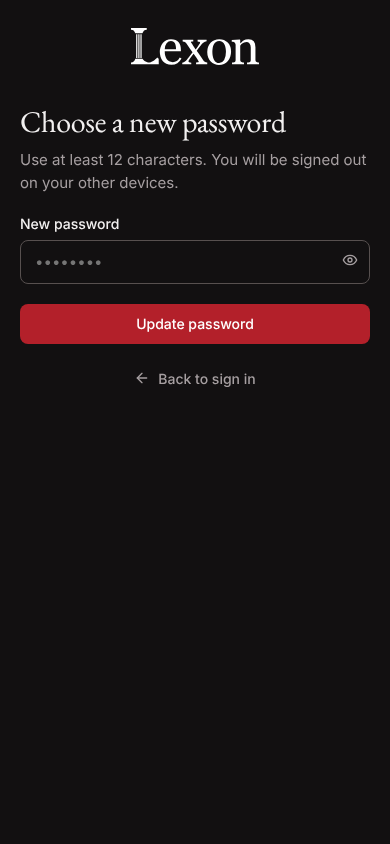 Lexon
Choose a new password
Use at least 12 characters. You will be signed out
on your other devices.
New password
••••••••
Update password
← Back to sign in